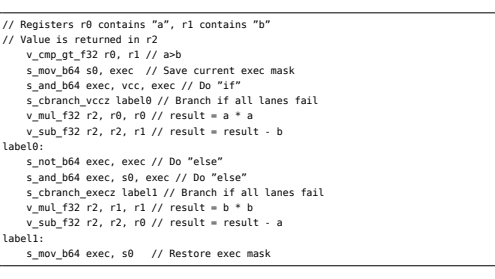 // Registers r0 contains ”a”, r1 contains ”b”
// Value is returned in r2
    v_cmp_gt_f32 r0, r1 // a>b
    s_mov_b64 s0, exec  // Save current exec mask
    s_and_b64 exec, vcc, exec // Do ”if”
    s_cbranch_vccz label0 // Branch if all lanes fail
    v_mul_f32 r2, r0, r0 // result = a * a
    v_sub_f32 r2, r2, r1 // result = result - b
label0:
    s_not_b64 exec, exec // Do ”else”
    s_and_b64 exec, s0, exec // Do ”else”
    s_cbranch_execz label1 // Branch if all lanes fail
    v_mul_f32 r2, r1, r1 // result = b * b
    v_sub_f32 r2, r2, r0 // result = result - a
label1:
    s_mov_b64 exec, s0   // Restore exec mask